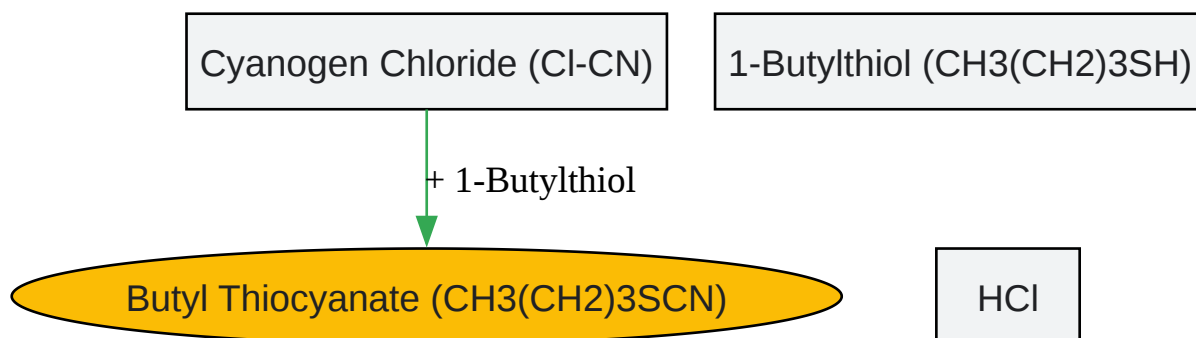 Cyanogen Chloride (Cl-CN)
1-Butylthiol (CH3(CH2)3SH)
+ 1-Butylthiol
Butyl Thiocyanate (CH3(CH2)3SCN)
HCl